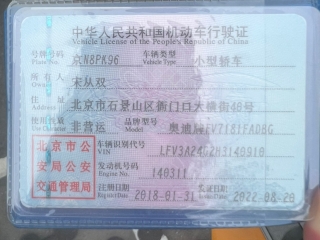 中华人民共和国机动车行驶证
Vehicle License of the People's Republic of China
号牌号码 京N8PK96 车辆类型 小型轿车
Plate No. Vehicle Type
所有人 宋从双
Owner
住址 北京市石景山区衙门口大横街46号
Address
使用性质 非营运 品牌型号 奥迪牌FV7181FADBG
Use Character Model
北京市公安局公安交通管理局
车辆识别代号 LFV3A24G2H3140910
VIN
发动机号码 140311
Engine No.
注册日期 2018-01-31 发证日期 2022-08-20
Register Date Issue Date